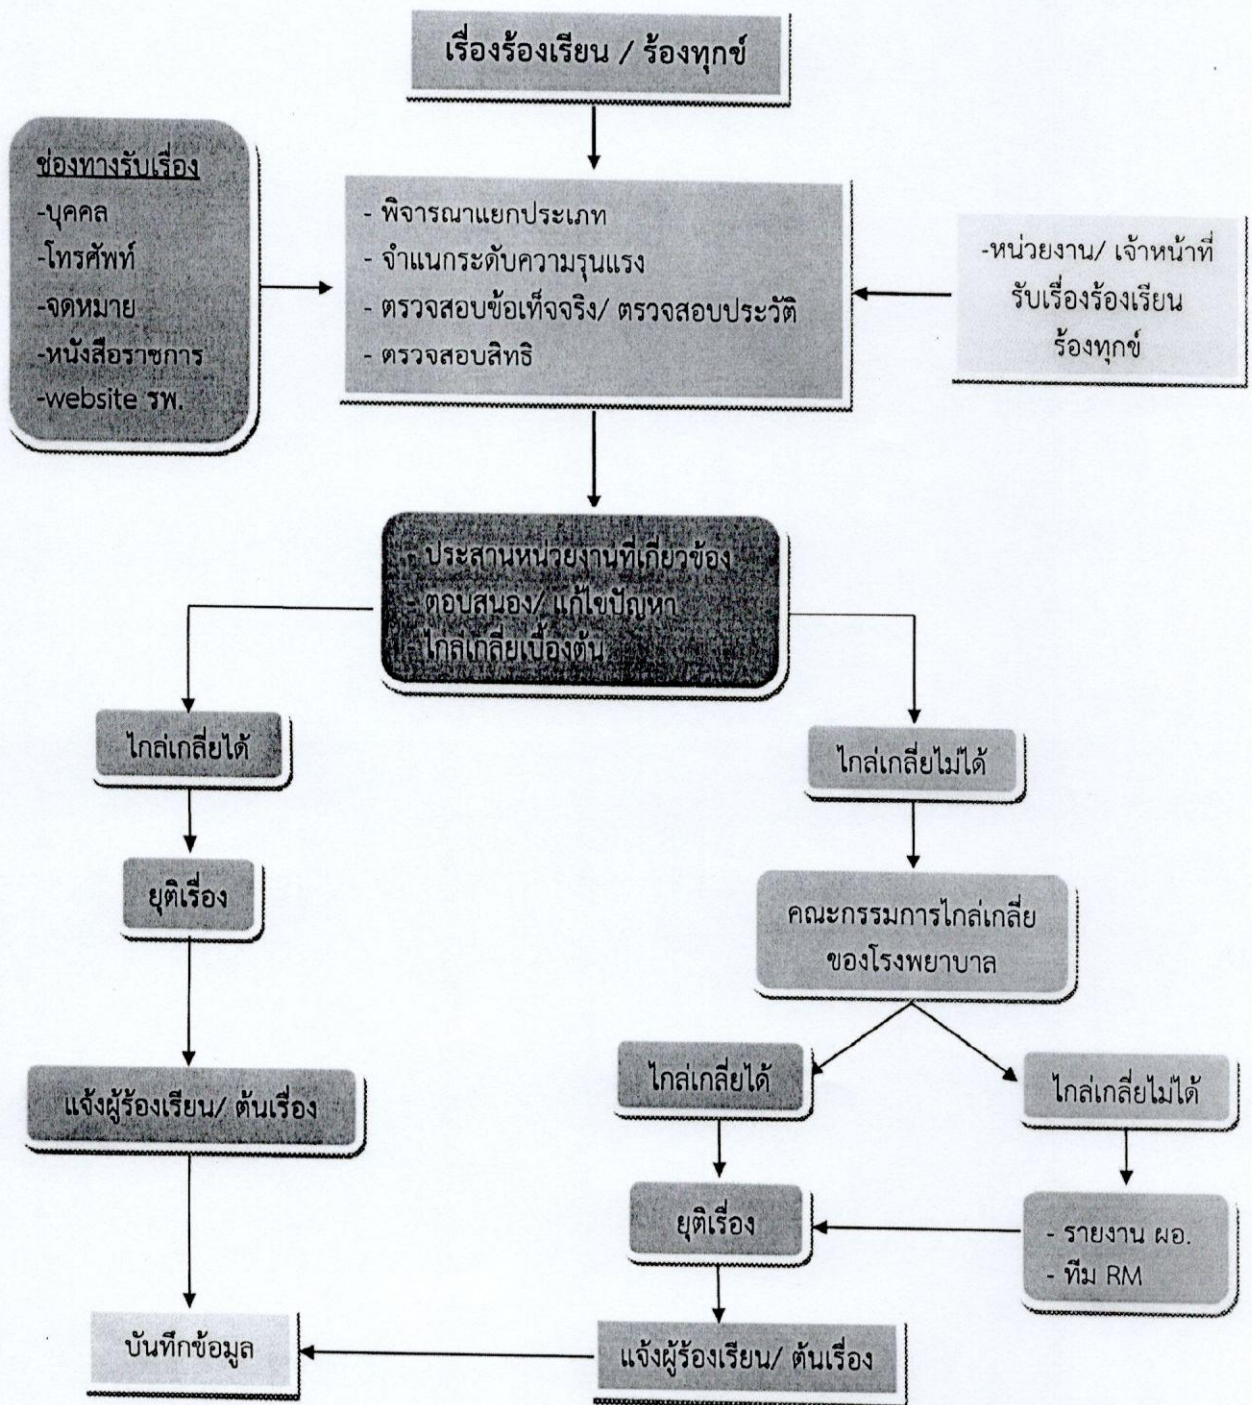 เรื่องร้องเรียน / ร้องทุกข์
ช่องทางรับเรื่อง
-บุคคล
-โทรศัพท์
-จดหมาย
-หนังสือราชการ
-website รพ.
- พิจารณาแยกประเภท
- จำแนกระดับความรุนแรง
- ตรวจสอบข้อเท็จจริง/ ตรวจสอบประวัติ
- ตรวจสอบสิทธิ
-หน่วยงาน/ เจ้าหน้าที่
รับเรื่องร้องเรียน
ร้องทุกข์
- ประสานหน่วยงานที่เกี่ยวข้อง
- ตอบสนอง/ แก้ไขปัญหา
- ไกล่เกลี่ยเบื้องต้น
ไกล่เกลี่ยได้
ไกล่เกลี่ยไม่ได้
ยุติเรื่อง
คณะกรรมการไกล่เกลี่ย
ของโรงพยาบาล
ไกล่เกลี่ยได้
ไกล่เกลี่ยไม่ได้
แจ้งผู้ร้องเรียน/ ต้นเรื่อง
ยุติเรื่อง
- รายงาน ผอ.
- ทีม RM
บันทึกข้อมูล
แจ้งผู้ร้องเรียน/ ต้นเรื่อง